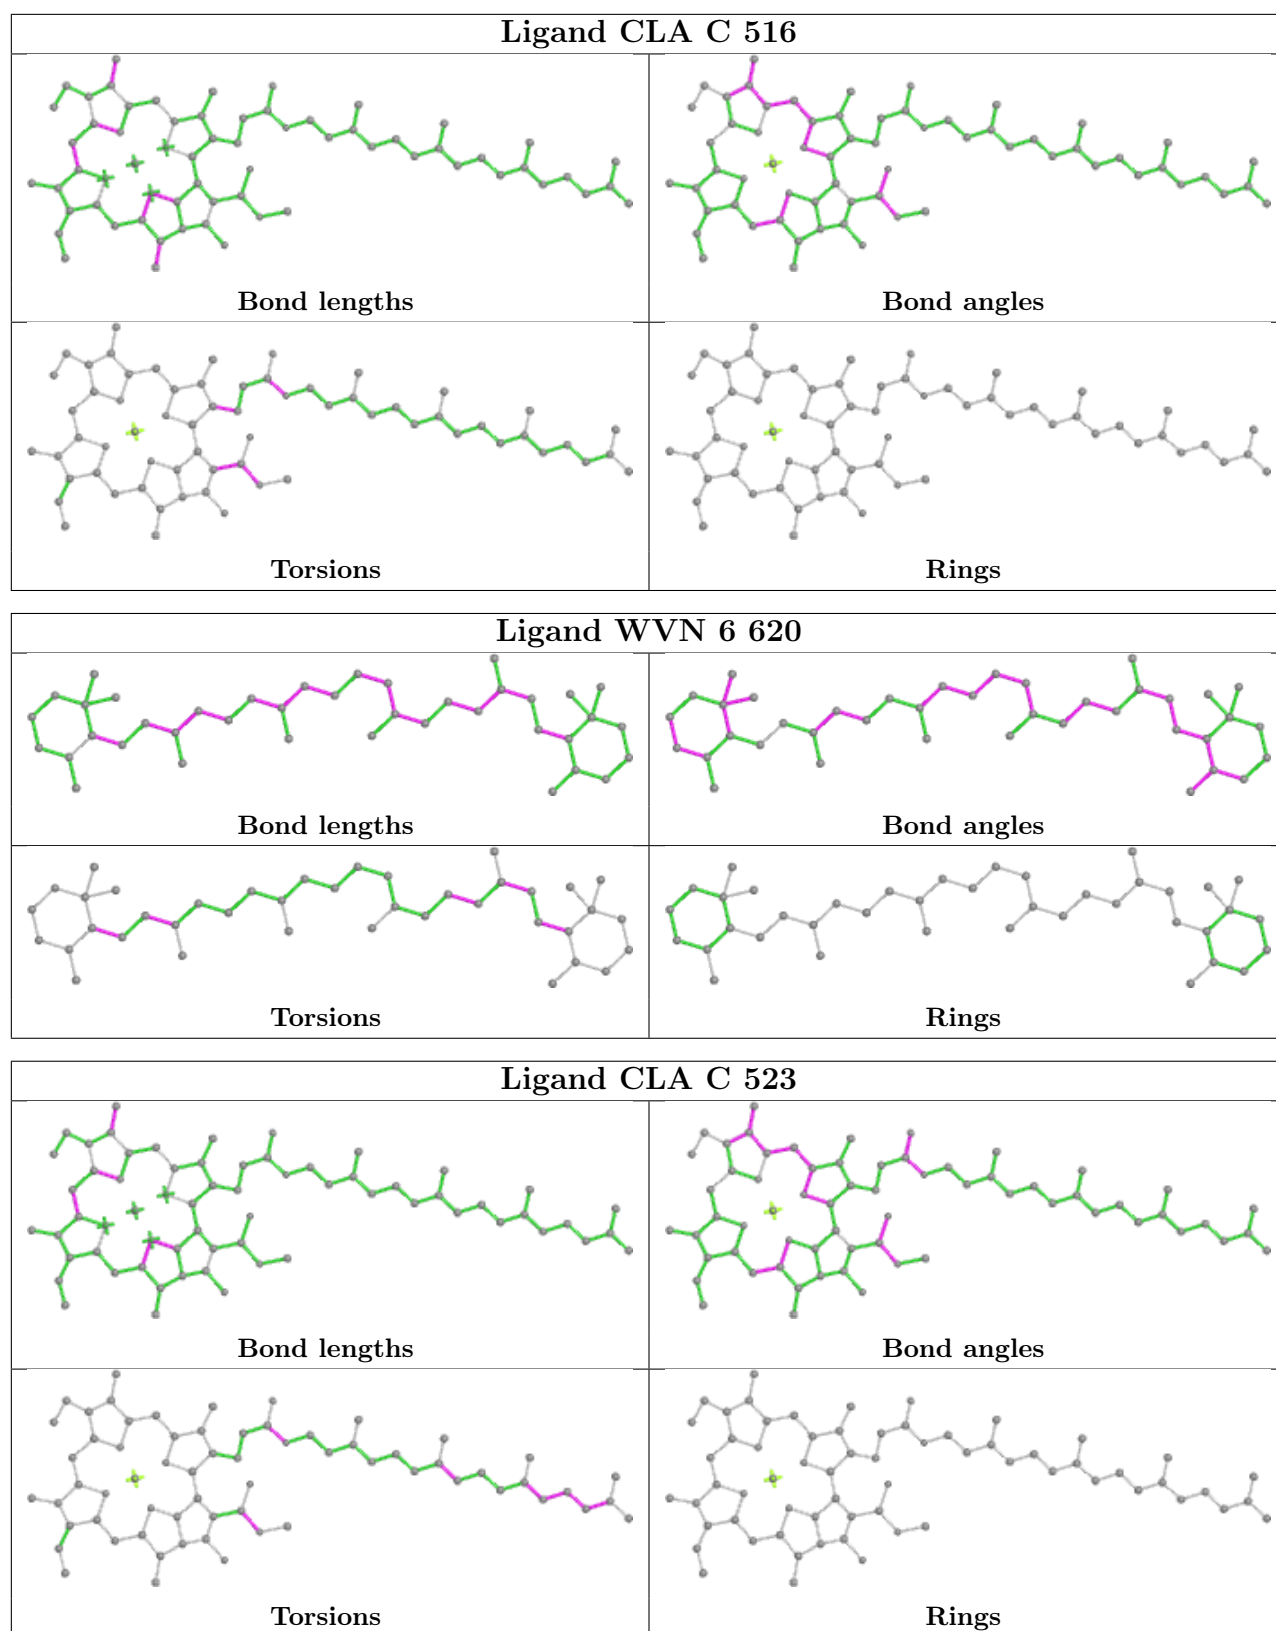 Ligand CLA C 516
Bond lengths
Bond angles
Torsions
Rings
Ligand WVN 6 620
Bond lengths
Bond angles
Torsions
Rings
Ligand CLA C 523
Bond lengths
Bond angles
Torsions
Rings